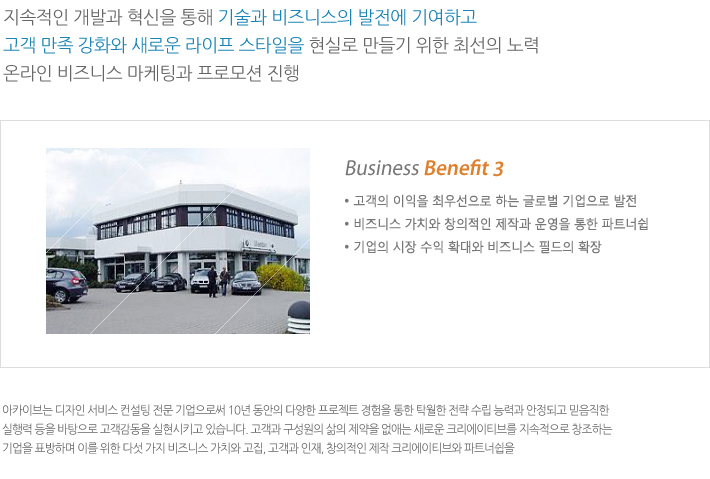 지속적인 개발과 혁신을 통해 기술과 비즈니스의 발전에 기여하고
고객 만족 강화와 새로운 라이프 스타일을 현실로 만들기 위한 최선의 노력
온라인 비즈니스 마케팅과 프로모션 진행
Business Benefit 3
• 고객의 이익을 최우선으로 하는 글로벌 기업으로 발전
• 비즈니스 가치와 창의적인 제작과 운영을 통한 파트너쉽
• 기업의 시장 수익 확대와 비즈니스 필드의 확장
아카이브는 디자인 서비스 컨설팅 전문 기업으로써 10년 동안의 다양한 프로젝트 경험을 통한 탁월한 전략 수립 능력과 안정되고 믿음직한
실행력 등을 바탕으로 고객감동을 실현시키고 있습니다. 고객과 구성원의 삶의 제약을 없애는 새로운 크리에이티브를 지속적으로 창조하는
기업을 표방하며 이를 위한 다섯 가지 비즈니스 가치와 고집, 고객과 인재, 창의적인 제작 크리에이티브와 파트너쉽을